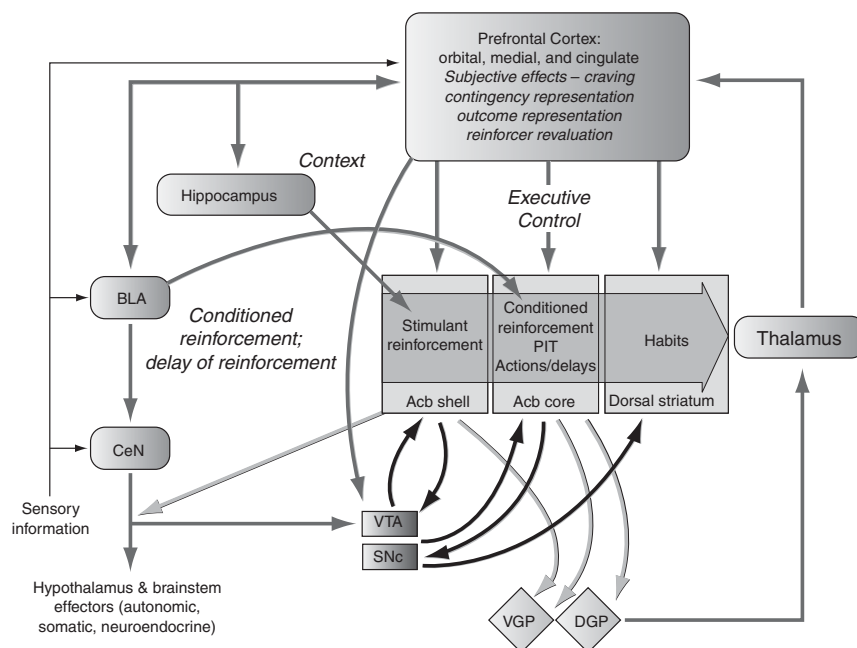 Prefrontal Cortex:
orbital, medial, and cingulate
Subjective effects – craving
contingency representation
outcome representation
reinforcer revaluation
Context
Hippocampus
Executive
Control
BLA
Conditioned
reinforcement;
delay of reinforcement
Stimulant
reinforcement
Conditioned
reinforcement
PIT
Actions/delays
Habits
Thalamus
Acb shell
Acb core
Dorsal striatum
CeN
Sensory
information
VTA
SNc
Hypothalamus & brainstem
effectors (autonomic,
somatic, neuroendocrine)
VGP
DGP